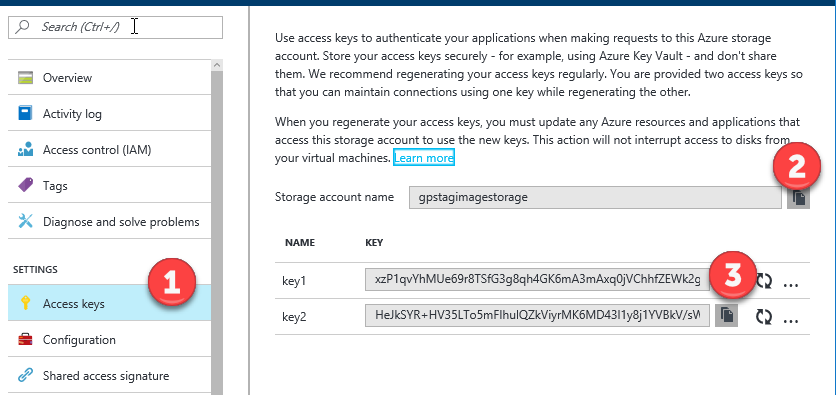 Search (Ctrl+/)
Overview
Activity log
Access control (IAM)
Tags
Diagnose and solve problems
SETTINGS
1
Access keys
Configuration
Shared access signature
Use access keys to authenticate your applications when making requests to this Azure storage
account. Store your access keys securely - for example, using Azure Key Vault - and don't share
them. We recommend regenerating your access keys regularly. You are provided two access keys so
that you can maintain connections using one key while regenerating the other.
When you regenerate your access keys, you must update any Azure resources and applications that
access this storage account to use the new keys. This action will not interrupt access to disks from
your virtual machines. Learn more
2
Storage account name gpstagimagestorage
NAME KEY
key1 xzP1qvYhMUe69r8TSfG3g8qh4GK6mA3mAxq0jVChhfZEWk2g 3 ...
key2 HeJkSYR+HV35LTo5mFlhuIQZkViyrMK6MD43I1y8j1YVBkV/sW ...